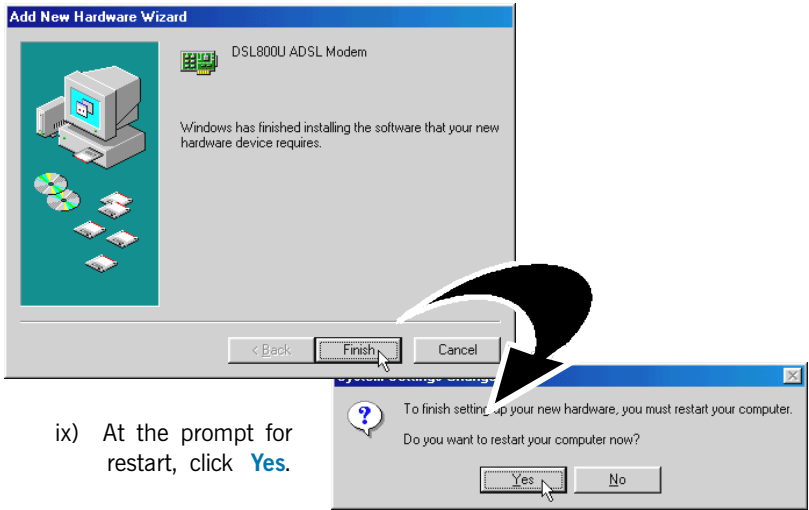 Add New Hardware Wizard
DSL800U ADSL Modem
Windows has finished installing the software that your new
hardware device requires.
< Back
Finish
Cancel
To finish setting up your new hardware, you must restart your computer.
Do you want to restart your computer now?
Yes
No
ix) At the prompt for
restart, click Yes.